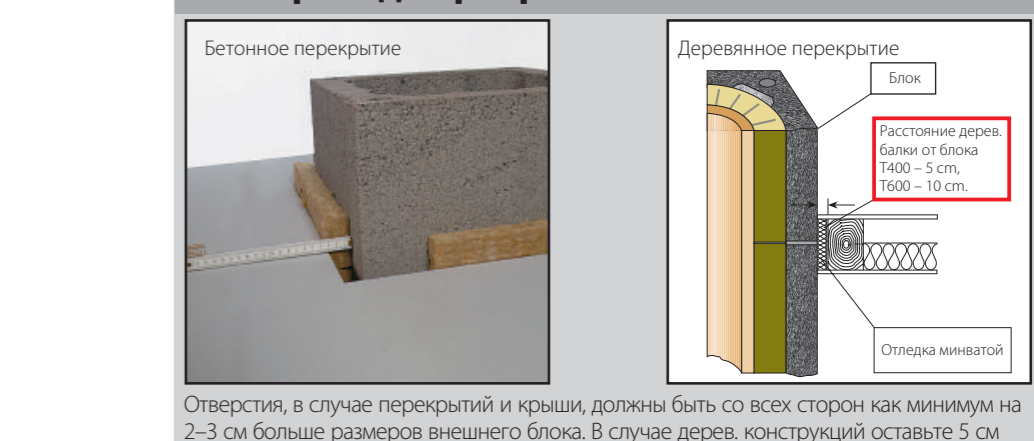 Бетонное перекрытие
Деревянное перекрытие
Блок
Расстояние дерев.
балки от блока
T400 – 5 cm,
T600 – 10 cm.
Отледка минватой
Отверстия, в случае перекрытий и крыши, должны быть со всех сторон как минимум на
2–3 см больше размеров внешнего блока. В случае дерев. конструкций оставьте 5 см